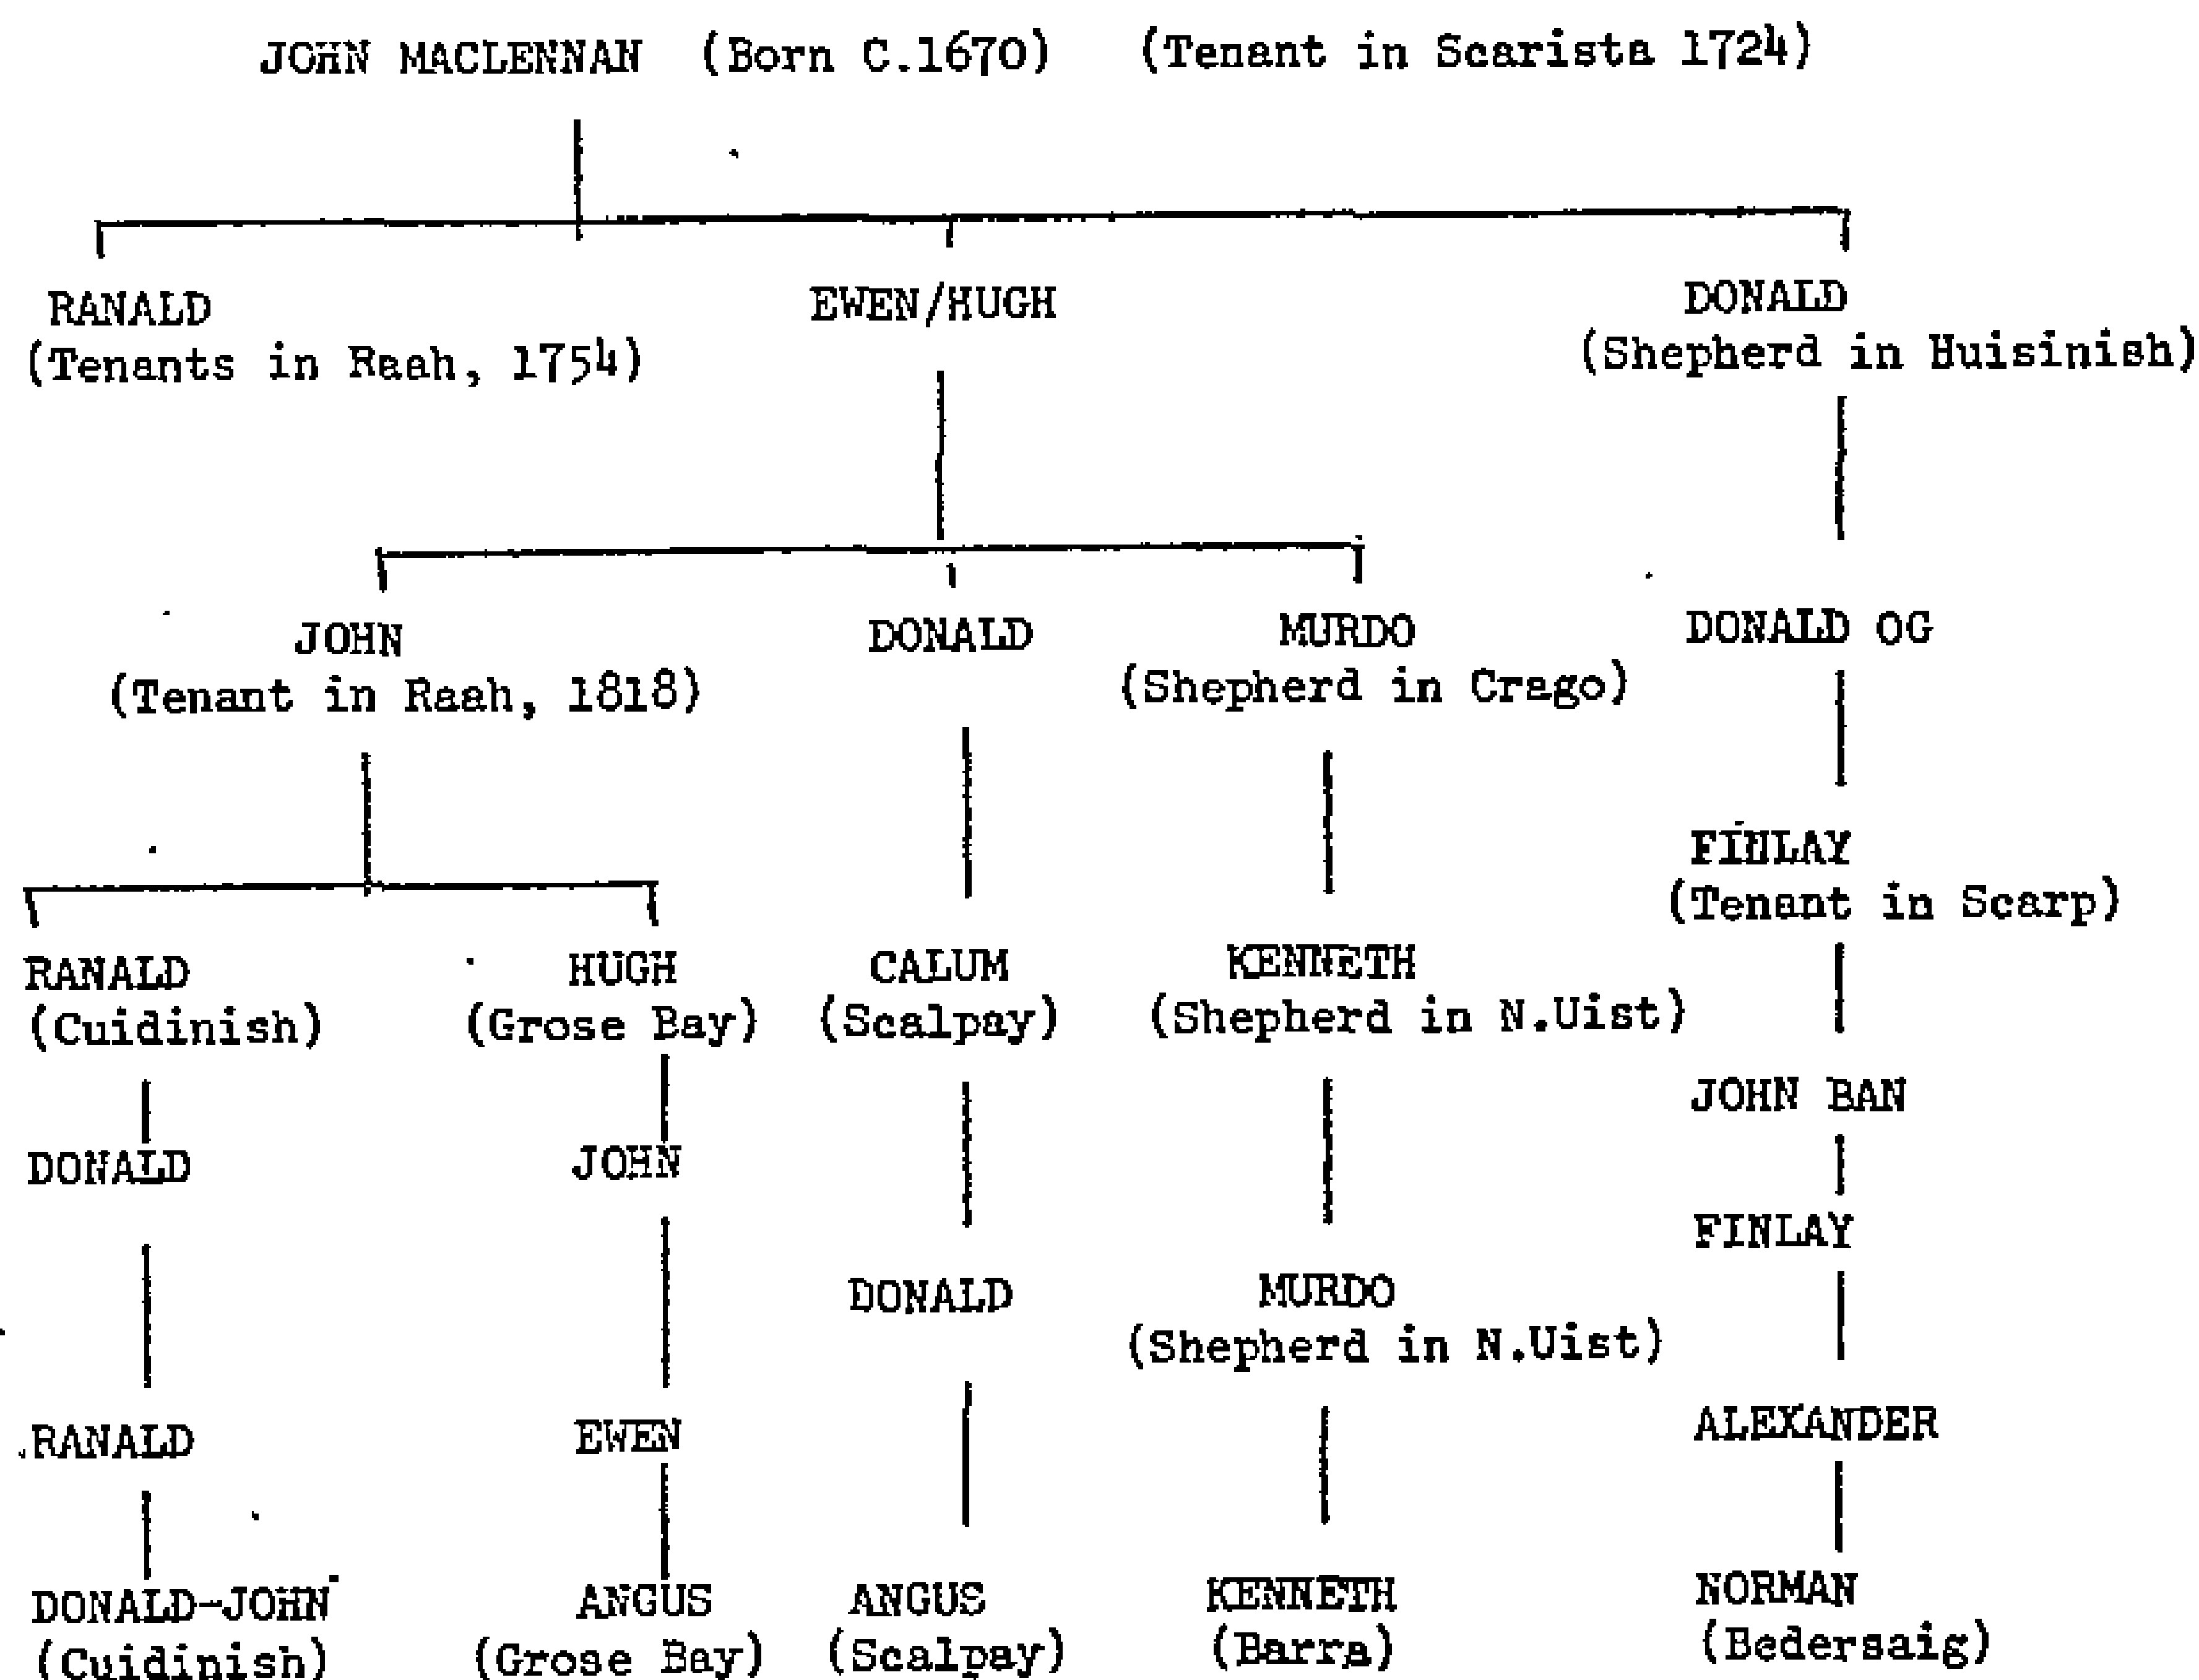 JOHN MACLENNAN (Born C.1670) (Tenant in Scarista 1724)
RANALD EWEN/HUGH DONALD
(Tenants in Raah, 1754) (Shepherd in Huisinish)
JOHN DONALD MURDO DONALD OG
(Tenant in Raah, 1818) (Shepherd in Crago)
FINLAY
(Tenant in Scarp)
RANALD HUGH CALUM KENNETH
(Cuidinish) (Grose Bay) (Scalpay) (Shepherd in N.Uist)
JOHN BAN
DONALD JOHN
FINLAY
DONALD MURDO
(Shepherd in N.Uist)
RANALD EWEN ALEXANDER
DONALD-JOHN ANGUS ANGUS KENNETH NORMAN
(Cuidinish) (Grose Bay) (Scalpay) (Barra) (Bedersaig)